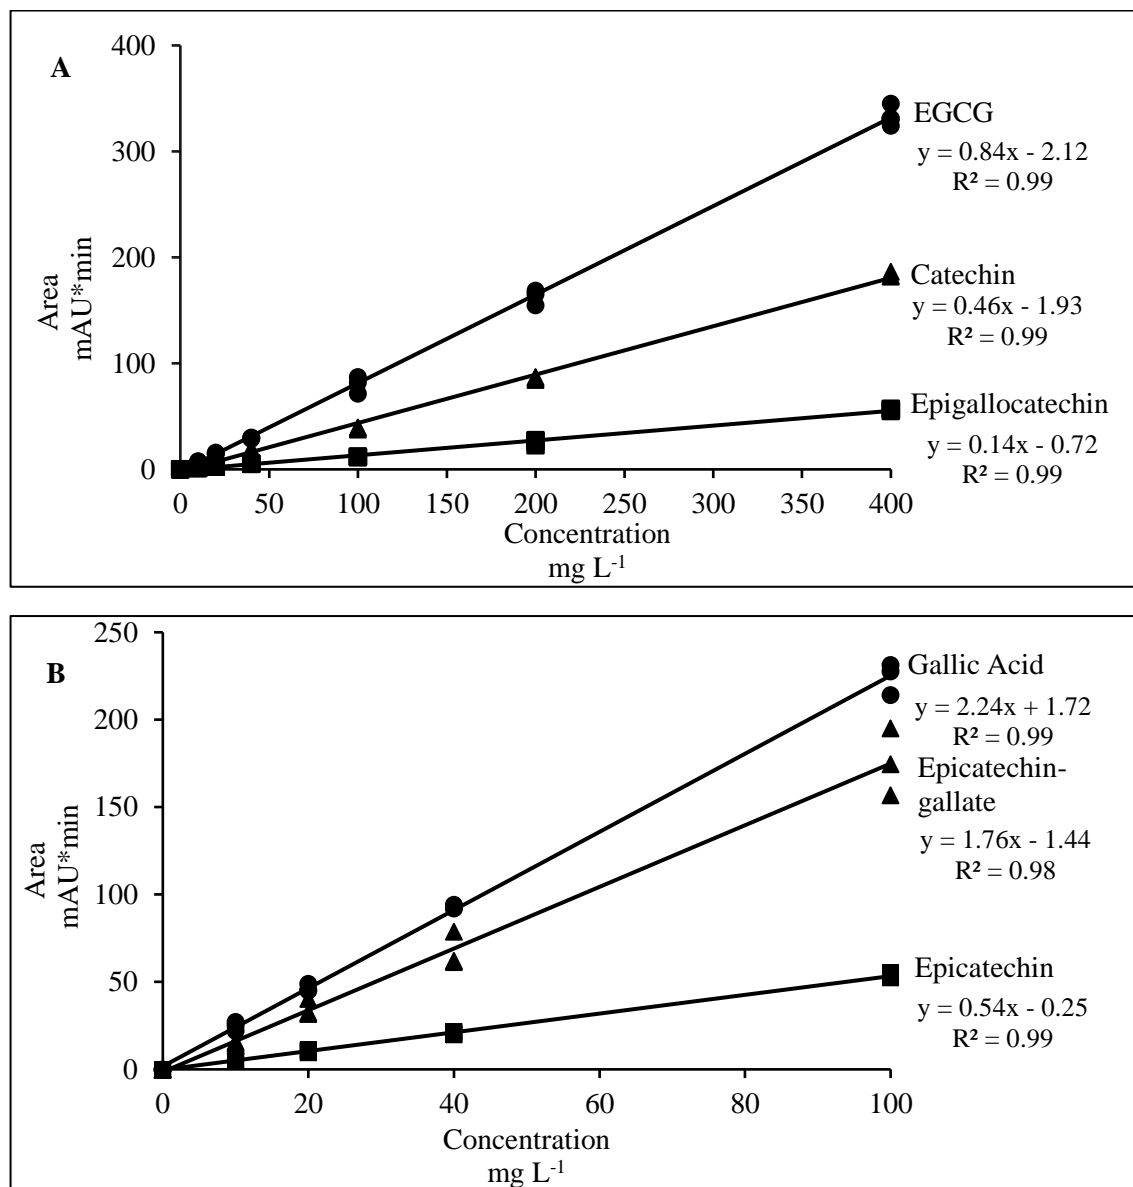 A
400
300
200
100
0
Area
mAU*min
EGCG
y = 0.84x - 2.12
R² = 0.99
Catechin
y = 0.46x - 1.93
R² = 0.99
Epigallocatechin
y = 0.14x - 0.72
R² = 0.99
0 50 100 150 200 250 300 350 400
Concentration
mg L⁻¹
B
250
200
150
100
50
0
Area
mAU*min
Gallic Acid
y = 2.24x + 1.72
R² = 0.99
Epicatechin-
gallate
y = 1.76x - 1.44
R² = 0.98
Epicatechin
y = 0.54x - 0.25
R² = 0.99
0 20 40 60 80 100
Concentration
mg L⁻¹